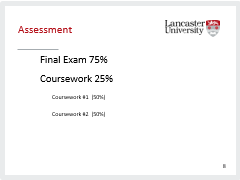 Assessment
Lancaster
University
Final Exam 75%
Coursework 25%
Coursework #1 (50%)
Coursework #2 (50%)
8